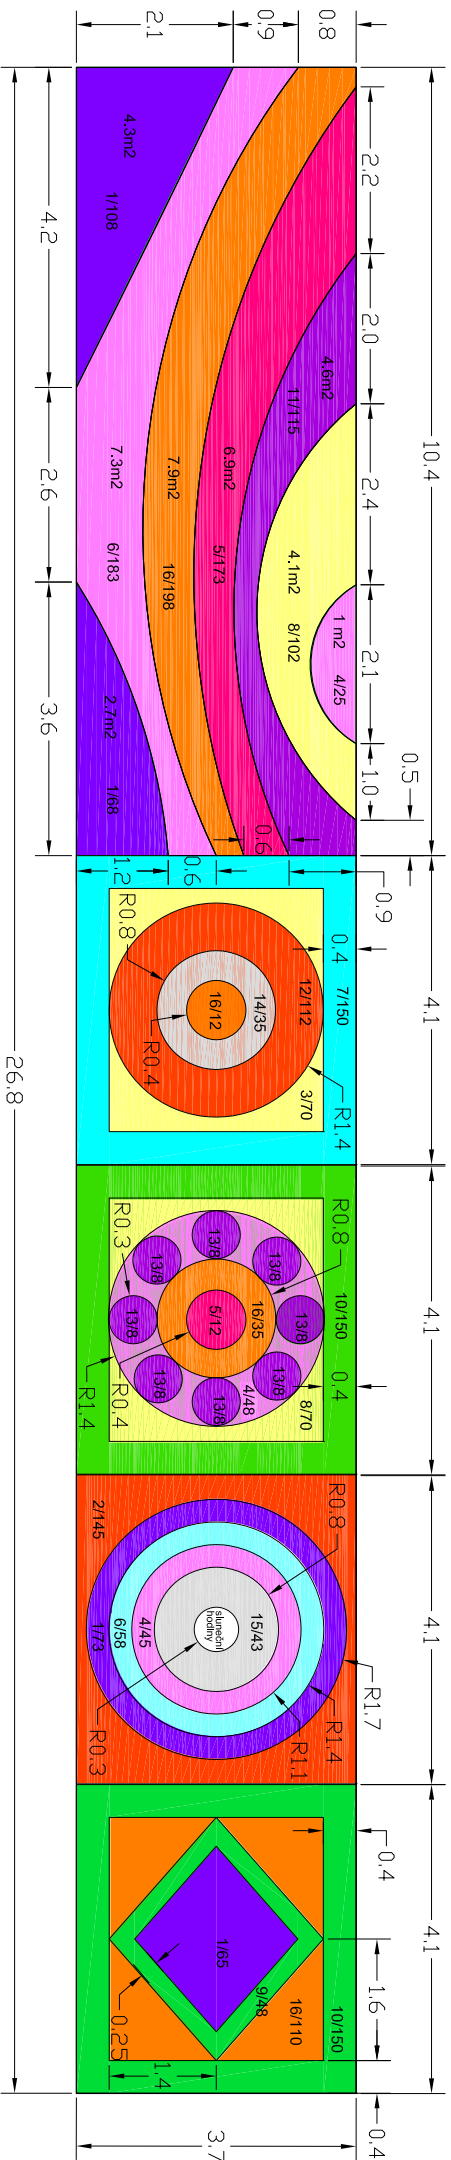 2.1
0.9
0.8
4.3m2
1/108
4.2
2.2
2.0
4.6m2
11/115
10.4
7.3m2
6/183
2.6
7.9m2
16/198
6.9m2
5/173
2.4
4.1m2
8/102
1 m2
4/25
2.1
2.7m2
1/68
3.6
1.0
0.5
0.6
1.2
0.6
0.9
R0.8
0.4
7/150
12/112
14/35
16/12
R0.4
3/70
R1.4
4.1
26.8
R0.8
10/150
0.4
13/8
13/8
13/8
13/8
13/8
13/8
13/8
13/8
R0.3
16/35
5/12
4/48
8/70
R0.4
R1.4
4.1
R0.8
2/145
1/73
6/58
4/45
15/43
sluneční
hodiny
R1.7
R1.4
R1.1
R0.3
4.1
0.4
4.1
1/65
9/48
16/110
10/150
1.6
0.25
1.4
0.4
3.7